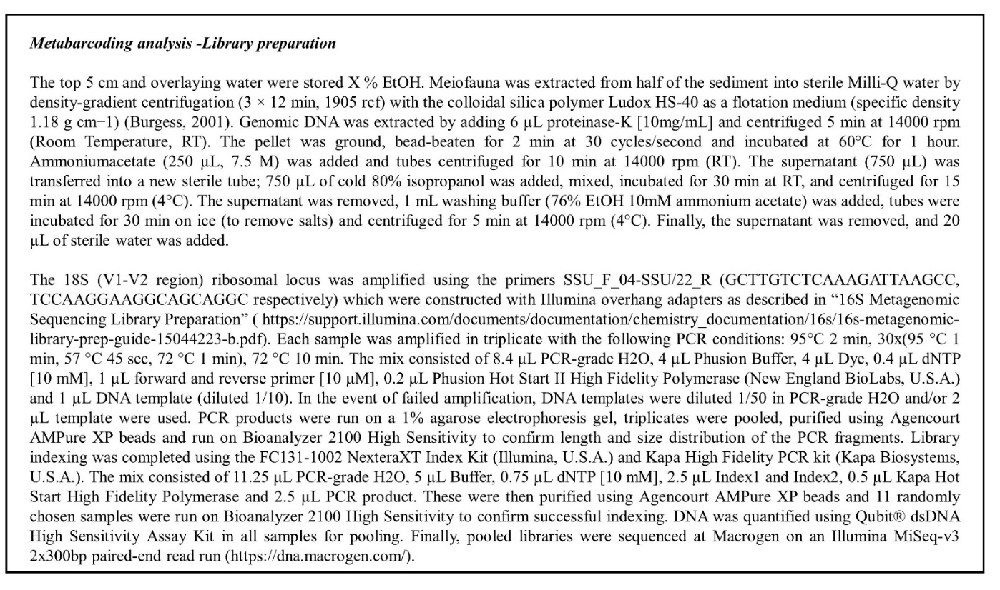 Metabarcoding analysis -Library preparation
The top 5 cm and overlaying water were stored X % EtOH. Meiofauna was extracted from half of the sediment into sterile Milli-Q water by
density-gradient centrifugation (3 × 12 min, 1905 rcf) with the colloidal silica polymer Ludox HS-40 as a flotation medium (specific density
1.18 g cm−1) (Burgess, 2001). Genomic DNA was extracted by adding 6 µL proteinase-K [10mg/mL] and centrifuged 5 min at 14000 rpm
(Room Temperature, RT). The pellet was ground, bead-beaten for 2 min at 30 cycles/second and incubated at 60°C for 1 hour.
Ammoniumacetate (250 µL, 7.5 M) was added and tubes centrifuged for 10 min at 14000 rpm (RT). The supernatant (750 µL) was
transferred into a new sterile tube; 750 µL of cold 80% isopropanol was added, mixed, incubated for 30 min at RT, and centrifuged for 15
min at 14000 rpm (4°C). The supernatant was removed, 1 mL washing buffer (76% EtOH 10mM ammonium acetate) was added, tubes were
incubated for 30 min on ice (to remove salts) and centrifuged for 5 min at 14000 rpm (4°C). Finally, the supernatant was removed, and 20
µL of sterile water was added.
The 18S (V1-V2 region) ribosomal locus was amplified using the primers SSU_F_04-SSU/22_R (GCTTGTCTCAAAGATTAAGCC,
TCCAAGGAAGGCAGCAGGC respectively) which were constructed with Illumina overhang adapters as described in “16S Metagenomic
Sequencing Library Preparation” ( https://support.illumina.com/documents/documentation/chemistry_documentation/16s/16s-metagenomic-
library-prep-guide-15044223-b.pdf). Each sample was amplified in triplicate with the following PCR conditions: 95°C 2 min, 30x(95 °C 1
min, 57 °C 45 sec, 72 °C 1 min), 72 °C 10 min. The mix consisted of 8.4 µL PCR-grade H2O, 4 µL Phusion Buffer, 4 µL Dye, 0.4 µL dNTP
[10 mM], 1 µL forward and reverse primer [10 µM], 0.2 µL Phusion Hot Start II High Fidelity Polymerase (New England BioLabs, U.S.A.)
and 1 µL DNA template (diluted 1/10). In the event of failed amplification, DNA templates were diluted 1/50 in PCR-grade H2O and/or 2
µL template were used. PCR products were run on a 1% agarose electrophoresis gel, triplicates were pooled, purified using Agencourt
AMPure XP beads and run on Bioanalyzer 2100 High Sensitivity to confirm length and size distribution of the PCR fragments. Library
indexing was completed using the FC131-1002 NexteraXT Index Kit (Illumina, U.S.A.) and Kapa High Fidelity PCR kit (Kapa Biosystems,
U.S.A.). The mix consisted of 11.25 µL PCR-grade H2O, 5 µL Buffer, 0.75 µL dNTP [10 mM], 2.5 µL Index1 and Index2, 0.5 µL Kapa Hot
Start High Fidelity Polymerase and 2.5 µL PCR product. These were then purified using Agencourt AMPure XP beads and 11 randomly
chosen samples were run on Bioanalyzer 2100 High Sensitivity to confirm successful indexing. DNA was quantified using Qubit® dsDNA
High Sensitivity Assay Kit in all samples for pooling. Finally, pooled libraries were sequenced at Macrogen on an Illumina MiSeq-v3
2x300bp paired-end read run (https://dna.macrogen.com/).